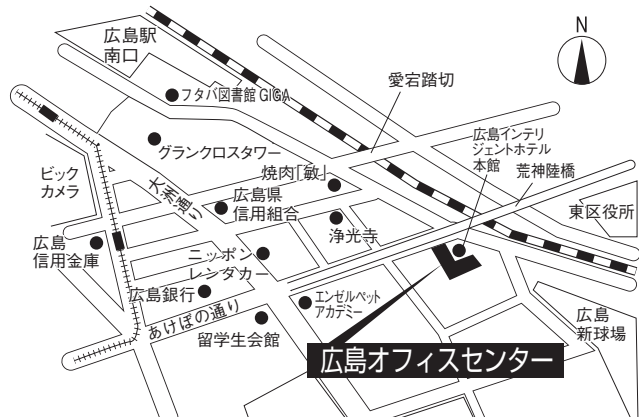 N
広島駅
南口
フタバ図書館 GIGA
愛宕踏切
グランクロスタワー
広島インテリ
ジェントホテル
本館
荒神陸橋
ビック
カメラ
大洲通り
焼肉「敏」
広島県
信用組合
東区役所
浄光寺
広島
信用金庫
ニッポン
レンダカー
広島銀行
エンゼルペット
アカデミー
あけぼの通り
留学生会館
広島
新球場
広島オフィスセンター